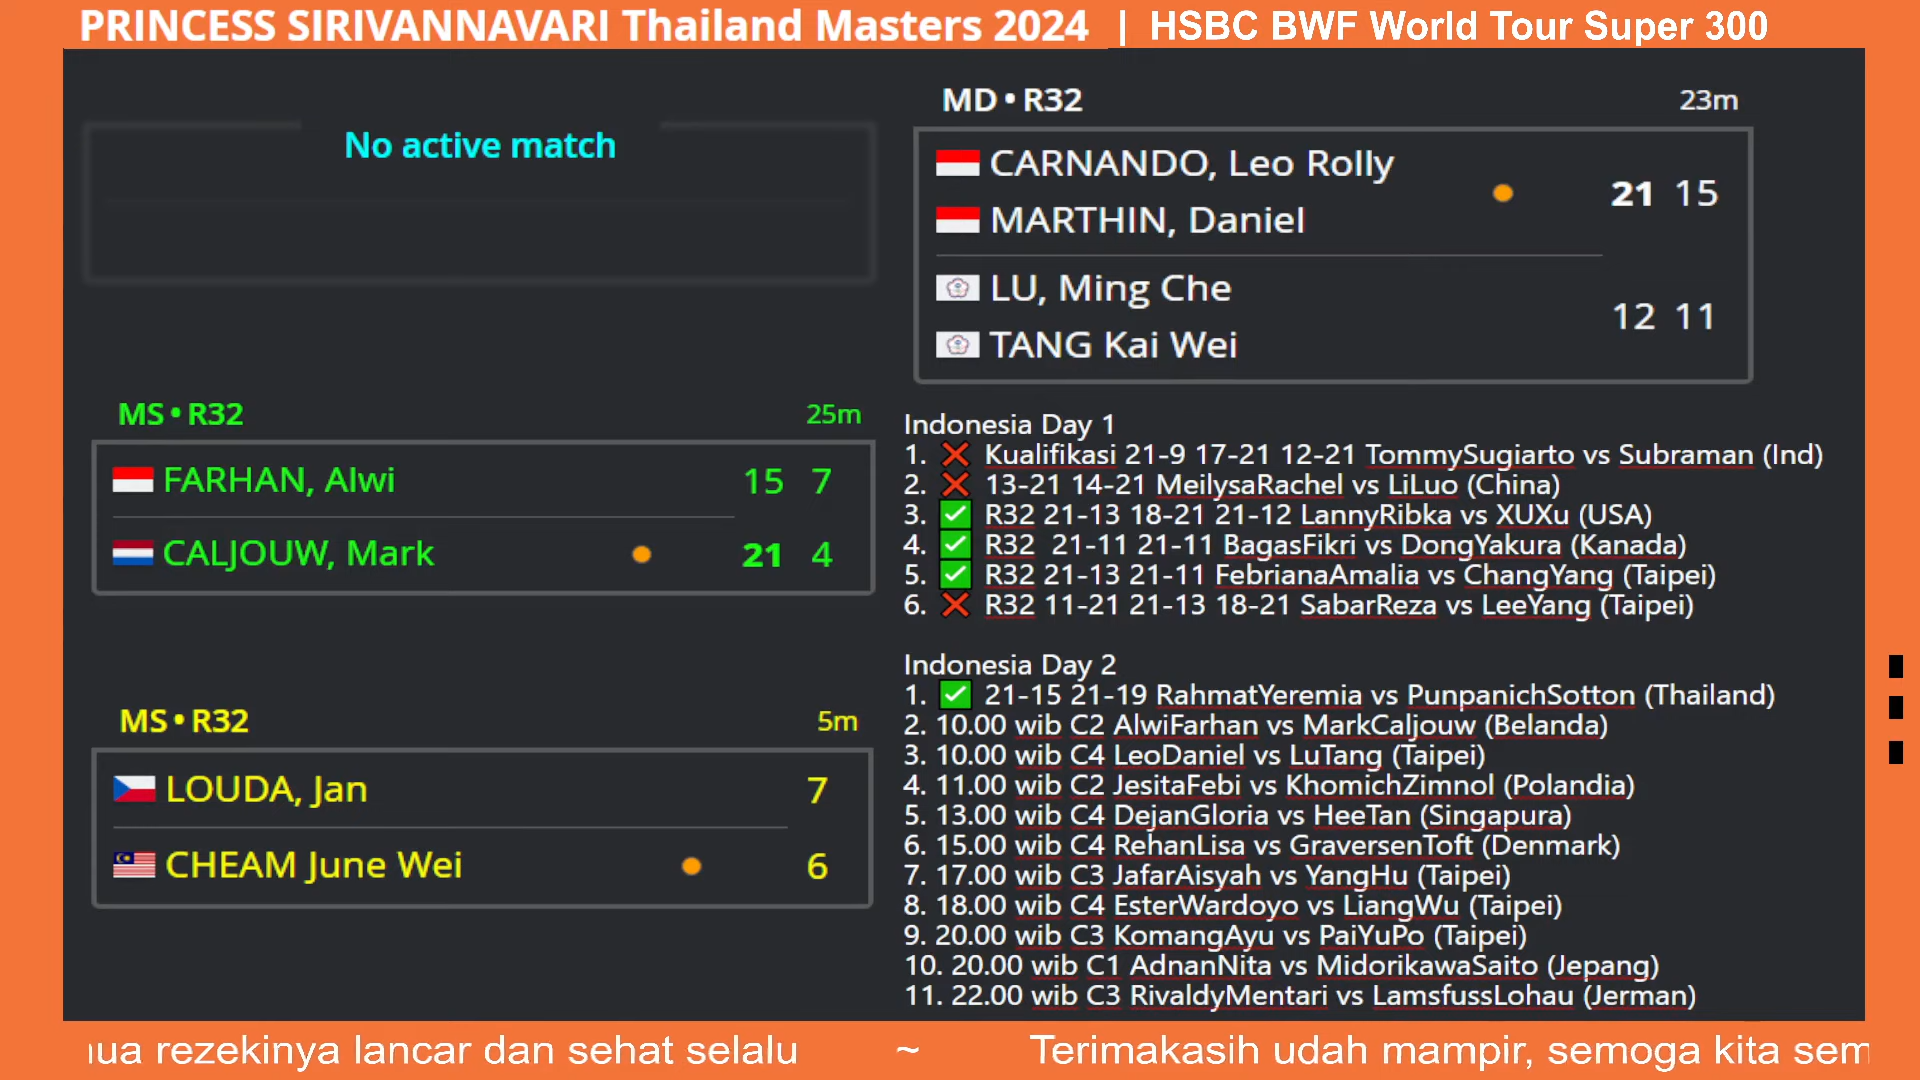 PRINCESS SIRIVANNAVARI Thailand Masters 2024 | HSBC BWF World Tour Super 300
No active match
MD • R32 23m
CARNANDO, Leo Rolly
MARTHIN, Daniel
21 15
LU, Ming Che
TANG Kai Wei
12 11
MS • R32 25m
FARHAN, Alwi 15 7
CALJOUW, Mark 21 4
MS • R32 5m
LOUDA, Jan 7
CHEAM June Wei 6
Indonesia Day 1
1. ❌ Kualifikasi 21-9 17-21 12-21 TommySugiarto vs Subraman (Ind)
2. ❌ 13-21 14-21 MeilysaRachel vs LiLuo (China)
3. ✅ R32 21-13 18-21 21-12 LannyRibka vs XUXu (USA)
4. ✅ R32 21-11 21-11 BagasFikri vs DongYakura (Kanada)
5. ✅ R32 21-13 21-11 FebrianaAmalia vs ChangYang (Taipei)
6. ❌ R32 11-21 21-13 18-21 SabarReza vs LeeYang (Taipei)
Indonesia Day 2
1. ✅ 21-15 21-19 RahmatYeremia vs PunpanichSotton (Thailand)
2. 10.00 wib C2 AlwiFarhan vs MarkCaljouw (Belanda)
3. 10.00 wib C4 LeoDaniel vs LuTang (Taipei)
4. 11.00 wib C2 JesitaFebi vs KhomichZimnol (Polandia)
5. 13.00 wib C4 DejanGloria vs HeeTan (Singapura)
6. 15.00 wib C4 RehanLisa vs GraversenToft (Denmark)
7. 17.00 wib C3 JafarAisyah vs YangHu (Taipei)
8. 18.00 wib C4 EsterWardoyo vs LiangWu (Taipei)
9. 20.00 wib C3 KomangAyu vs PaiYuPo (Taipei)
10. 20.00 wib C1 AdnanNita vs MidorikawaSaito (Jepang)
11. 22.00 wib C3 RivaldyMentari vs LamsfussLohau (Jerman)
rezekinya lancar dan sehat selalu ~ Terimakasih udah mampir, semoga kita sem